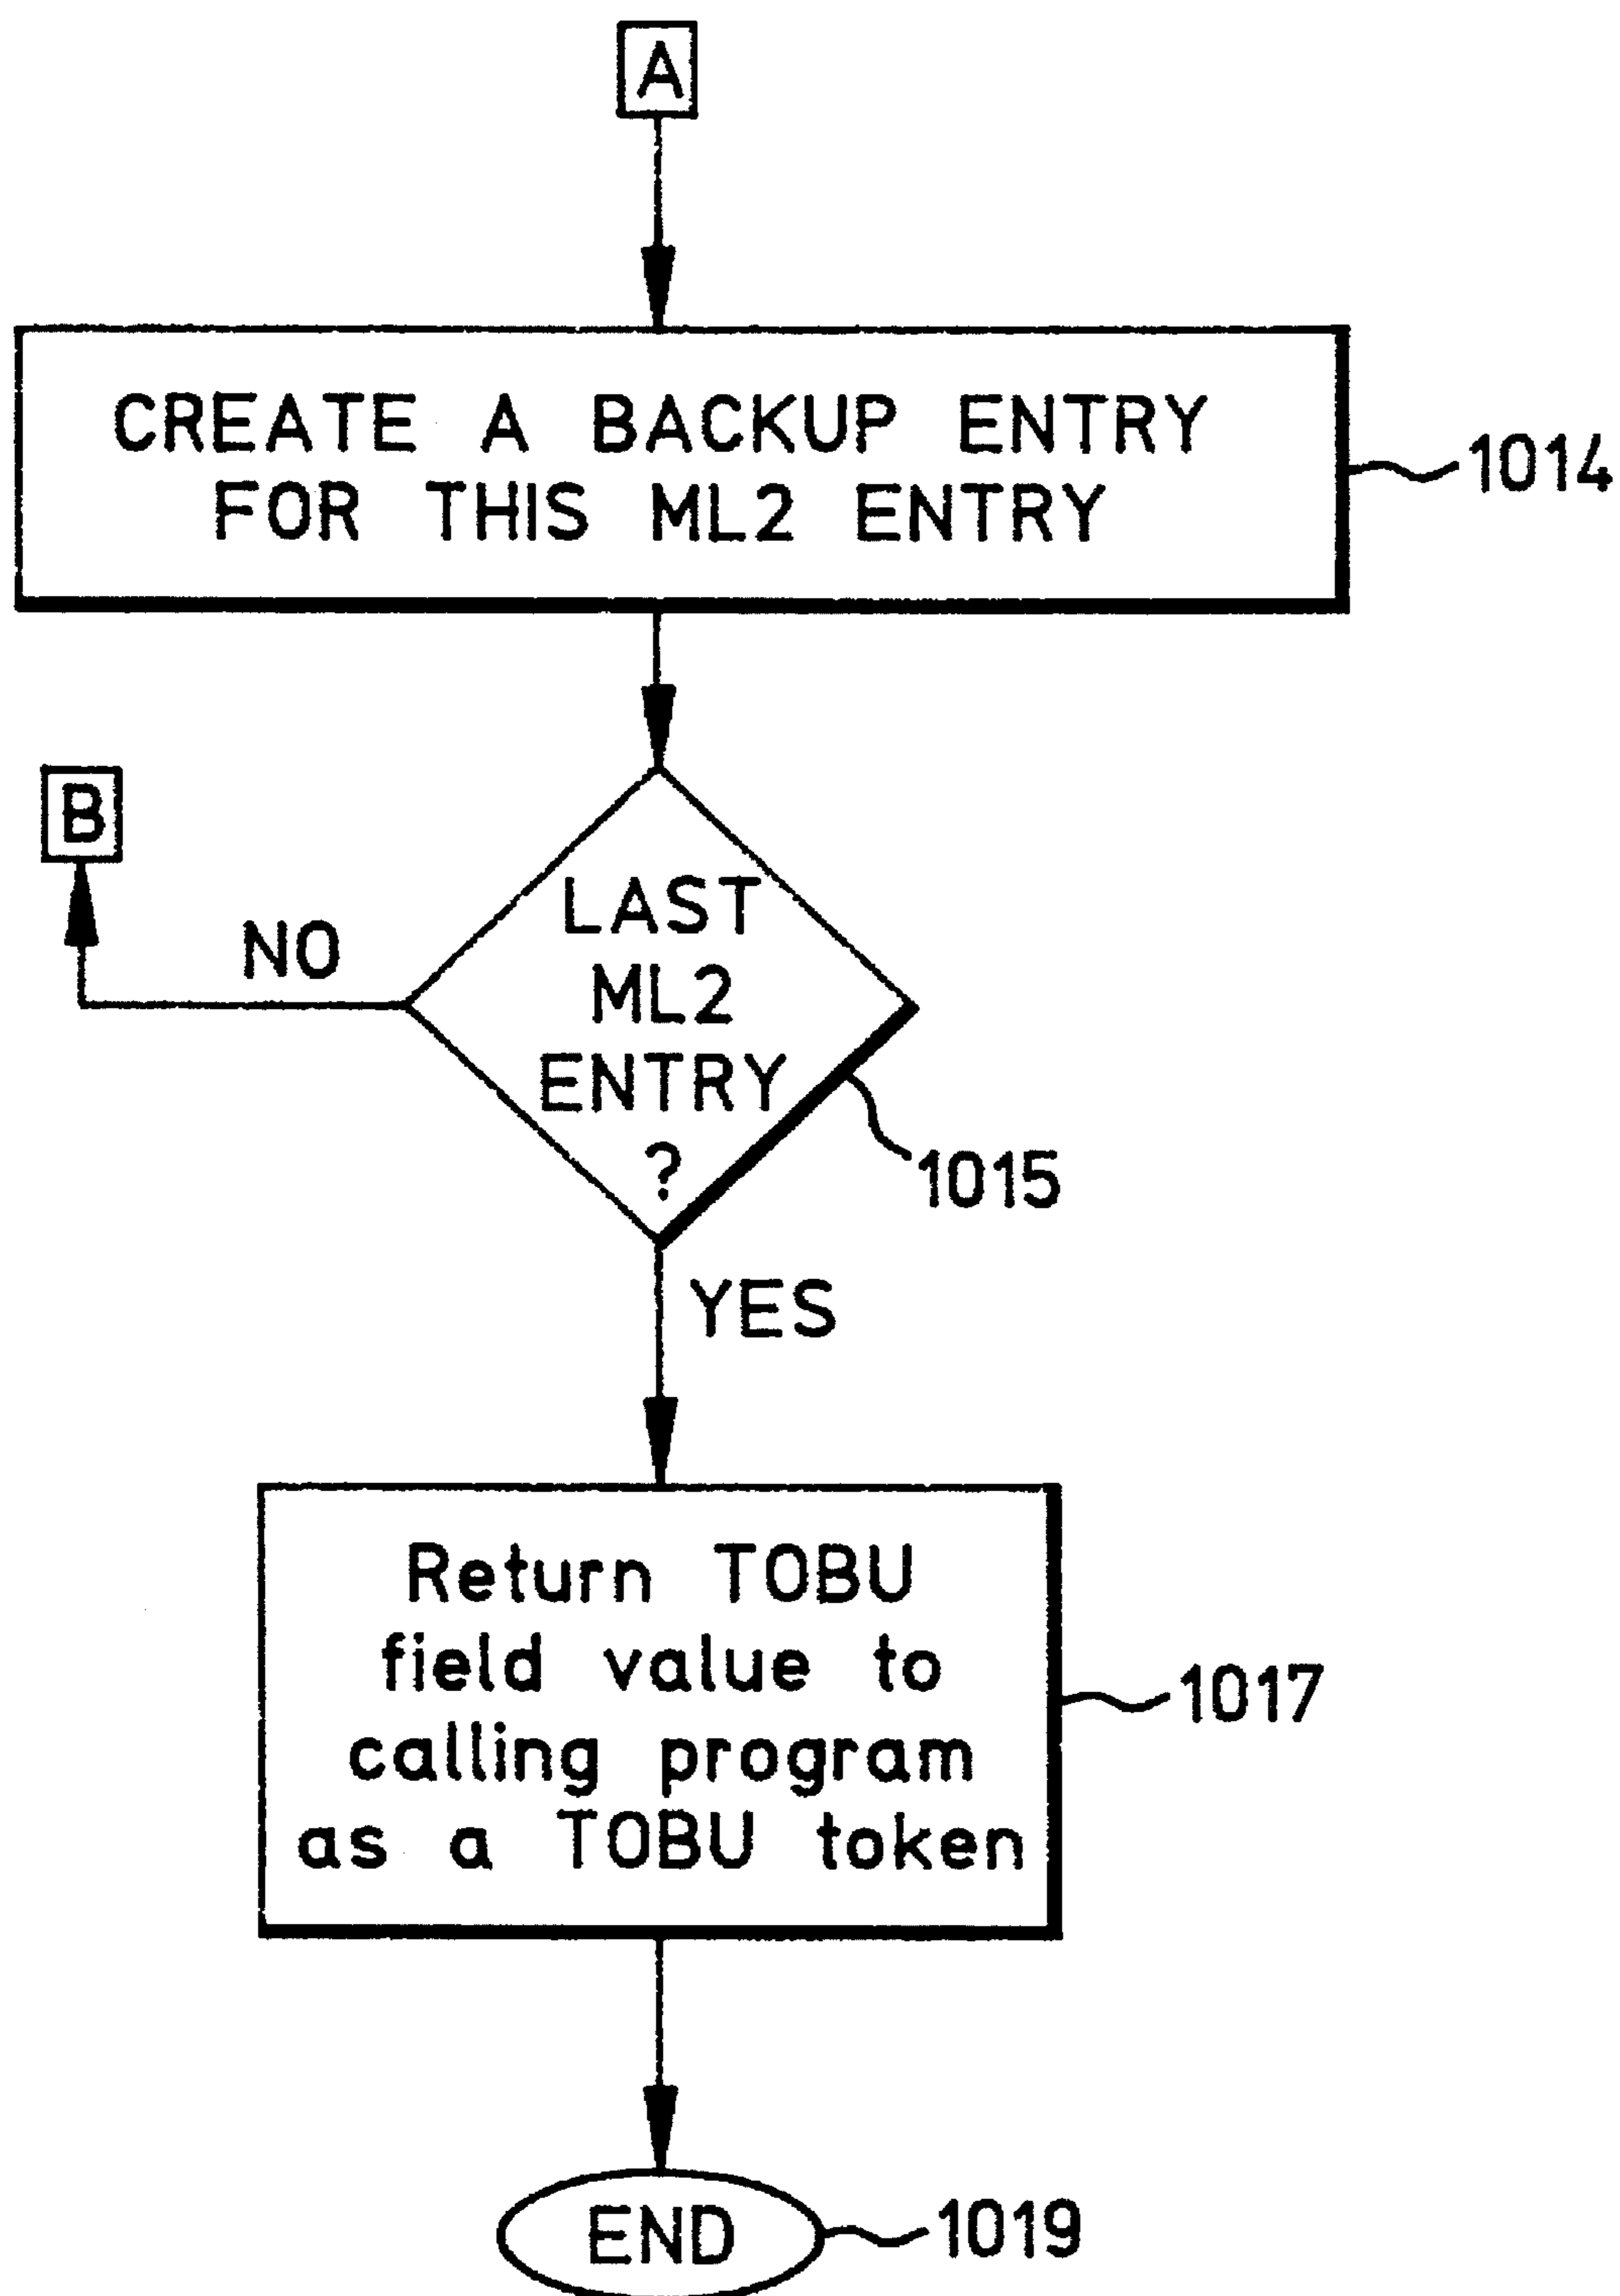 A
CREATE A BACKUP ENTRY
FOR THIS ML2 ENTRY
1014
B
NO
LAST
ML2
ENTRY
?
1015
YES
Return TOBU
field value to
calling program
as a TOBU token
1017
END
1019